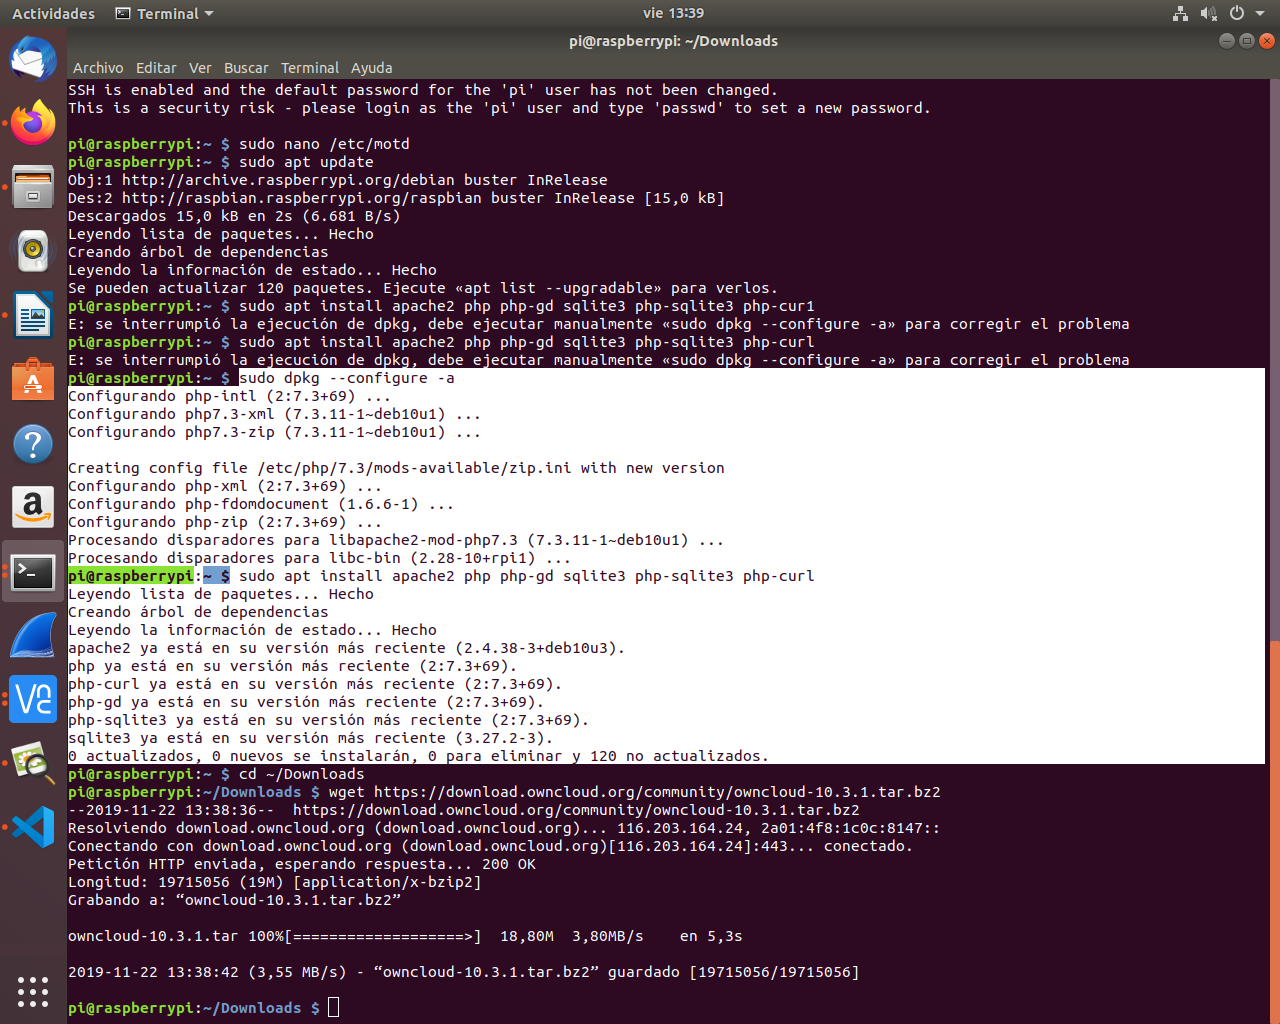 Actividades Terminal vie 13:39
pi@raspberrypi: ~/Downloads
Archivo Editar Ver Buscar Terminal Ayuda
SSH is enabled and the default password for the 'pi' user has not been changed.
This is a security risk - please login as the 'pi' user and type 'passwd' to set a new password.
pi@raspberrypi:~ $ sudo nano /etc/motd
pi@raspberrypi:~ $ sudo apt update
Obj:1 http://archive.raspberrypi.org/debian buster InRelease
Des:2 http://raspbian.raspberrypi.org/raspbian buster InRelease [15,0 kB]
Descargados 15,0 kB en 2s (6.681 B/s)
Leyendo lista de paquetes... Hecho
Creando árbol de dependencias
Leyendo la información de estado... Hecho
Se pueden actualizar 120 paquetes. Ejecute «apt list --upgradable» para verlos.
pi@raspberrypi:~ $ sudo apt install apache2 php php-gd sqlite3 php-sqlite3 php-cur1
E: se interrumpió la ejecución de dpkg, debe ejecutar manualmente «sudo dpkg --configure -a» para corregir el problema
pi@raspberrypi:~ $ sudo apt install apache2 php php-gd sqlite3 php-sqlite3 php-curl
E: se interrumpió la ejecución de dpkg, debe ejecutar manualmente «sudo dpkg --configure -a» para corregir el problema
pi@raspberrypi:~ $ sudo dpkg --configure -a
Configurando php-intl (2:7.3+69) ...
Configurando php7.3-xml (7.3.11-1~deb10u1) ...
Configurando php7.3-zip (7.3.11-1~deb10u1) ...
Creating config file /etc/php/7.3/mods-available/zip.ini with new version
Configurando php-xml (2:7.3+69) ...
Configurando php-fdomdocument (1.6.6-1) ...
Configurando php-zip (2:7.3+69) ...
Procesando disparadores para libapache2-mod-php7.3 (7.3.11-1~deb10u1) ...
Procesando disparadores para libc-bin (2.28-10+rpi1) ...
pi@raspberrypi:~ $ sudo apt install apache2 php php-gd sqlite3 php-sqlite3 php-curl
Leyendo lista de paquetes... Hecho
Creando árbol de dependencias
Leyendo la información de estado... Hecho
apache2 ya está en su versión más reciente (2.4.38-3+deb10u3).
php ya está en su versión más reciente (2:7.3+69).
php-curl ya está en su versión más reciente (2:7.3+69).
php-gd ya está en su versión más reciente (2:7.3+69).
php-sqlite3 ya está en su versión más reciente (2:7.3+69).
sqlite3 ya está en su versión más reciente (3.27.2-3).
0 actualizados, 0 nuevos se instalarán, 0 para eliminar y 120 no actualizados.
pi@raspberrypi:~ $ cd ~/Downloads
pi@raspberrypi:~/Downloads $ wget https://download.owncloud.org/community/owncloud-10.3.1.tar.bz2
--2019-11-22 13:38:36--  https://download.owncloud.org/community/owncloud-10.3.1.tar.bz2
Resolviendo download.owncloud.org (download.owncloud.org)... 116.203.164.24, 2a01:4f8:1c0c:8147::
Conectando con download.owncloud.org (download.owncloud.org)[116.203.164.24]:443... conectado.
Petición HTTP enviada, esperando respuesta... 200 OK
Longitud: 19715056 (19M) [application/x-bzip2]
Grabando a: “owncloud-10.3.1.tar.bz2”
owncloud-10.3.1.tar 100%[===================>]  18,80M  3,80MB/s    en 5,3s
2019-11-22 13:38:42 (3,55 MB/s) - “owncloud-10.3.1.tar.bz2” guardado [19715056/19715056]
pi@raspberrypi:~/Downloads $